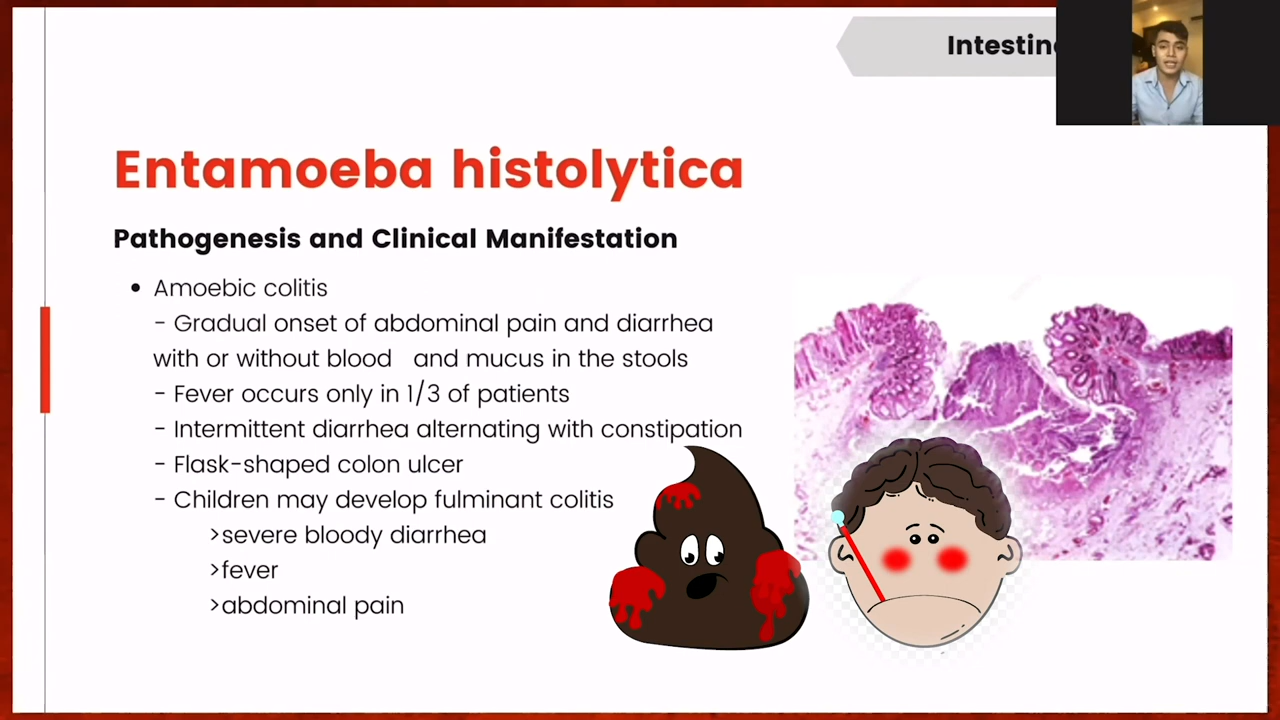 Entamoeba histolytica
Pathogenesis and Clinical Manifestation
• Amoebic colitis
- Gradual onset of abdominal pain and diarrhea
with or without blood and mucus in the stools
- Fever occurs only in 1/3 of patients
- Intermittent diarrhea alternating with constipation
- Flask-shaped colon ulcer
- Children may develop fulminant colitis
>severe bloody diarrhea
>fever
>abdominal pain